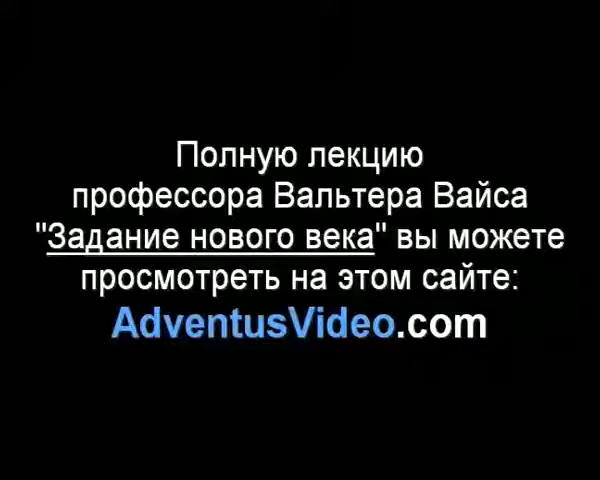 Полную лекцию
профессора Вальтера Вайса
"Задание нового века" вы можете
просмотреть на этом сайте:
AdventusVideo.com